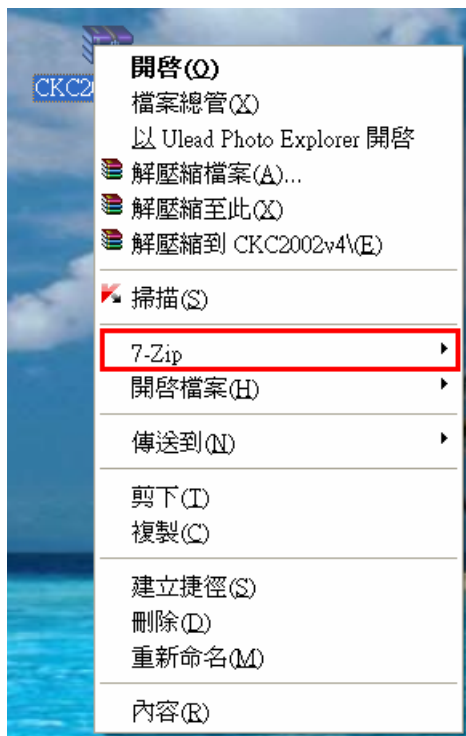 CKC2
開啓(O)
檔案總管(X)
以 Ulead Photo Explorer 開啓
解壓縮檔案(A)...
解壓縮至此(X)
解壓縮到 CKC2002v4\(E)
掃描(S)
7-Zip
開啓檔案(H)
傳送到(N)
剪下(T)
複製(C)
建立捷徑(S)
刪除(D)
重新命名(M)
內容(R)